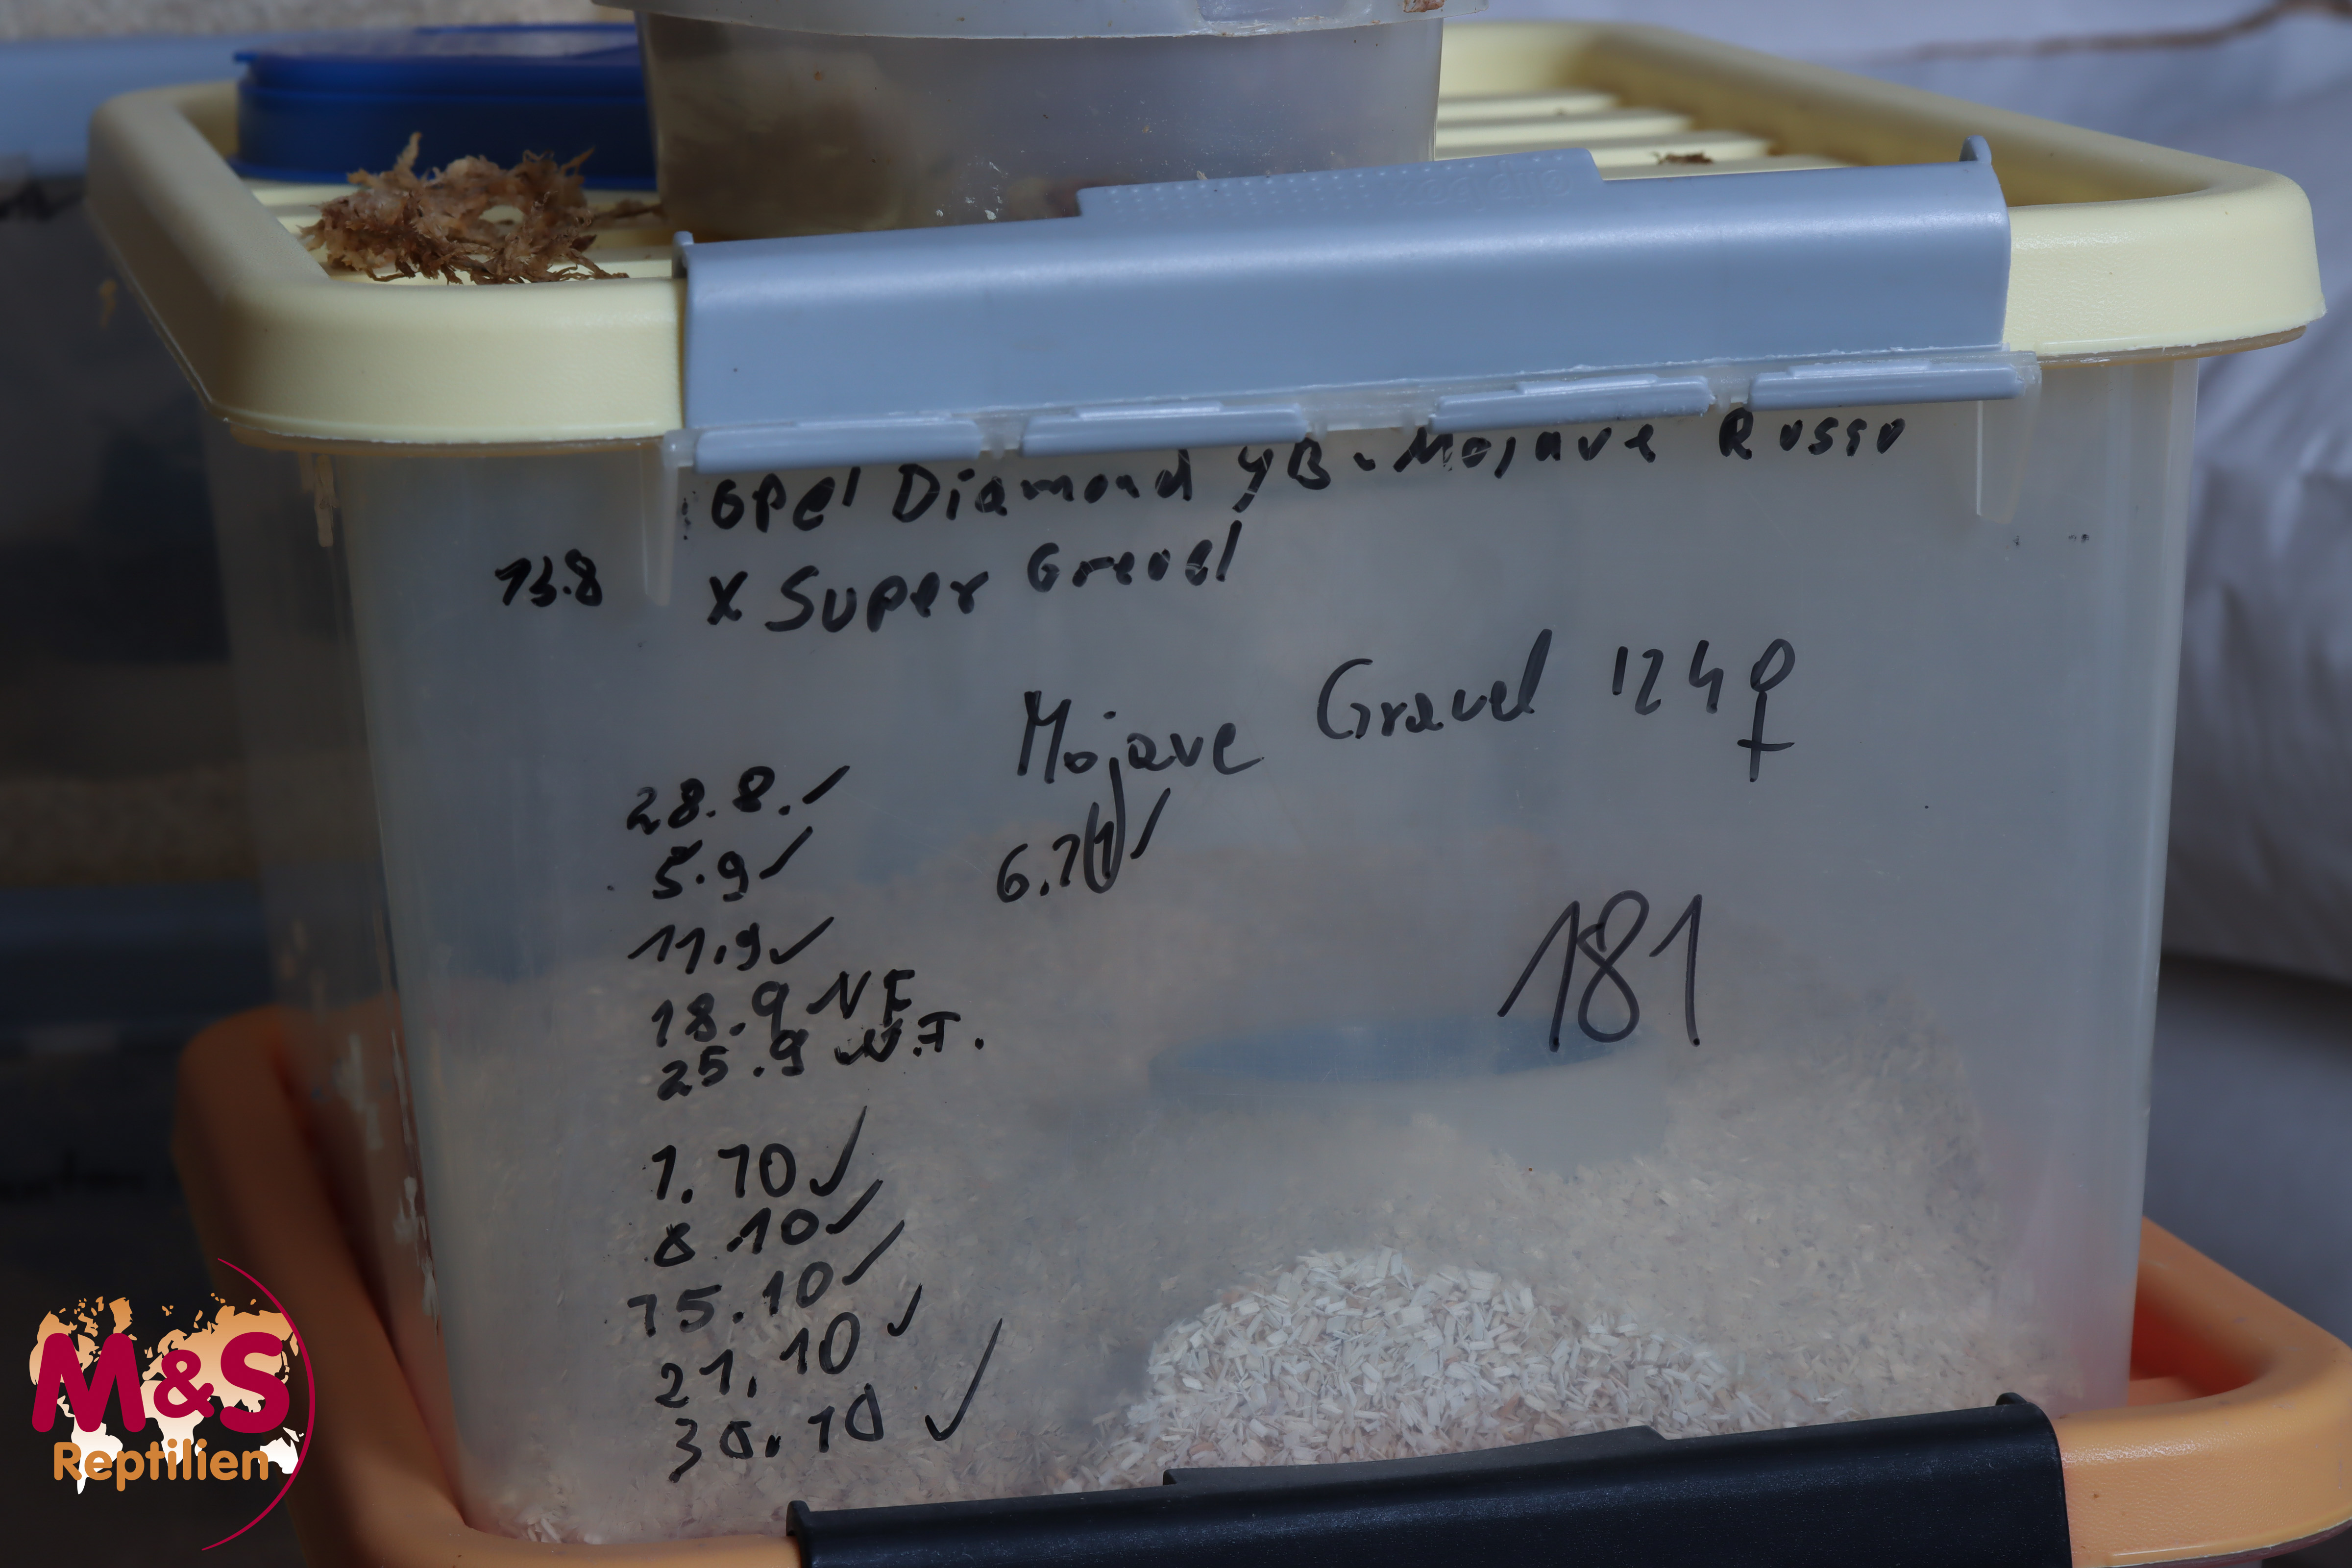 OPel Diamond YB - Mojave Russo
13.8 X Super Gravel
Mojave Gravel 124 ♀
28.8. ✓
5.9 ✓
6.11 ✓
11.9 ✓
18.9 NF
25.9 N.F.
181
1.10 ✓
8.10 ✓
15.10 ✓
21.10 ✓
30.10 ✓
M&S
Reptilien